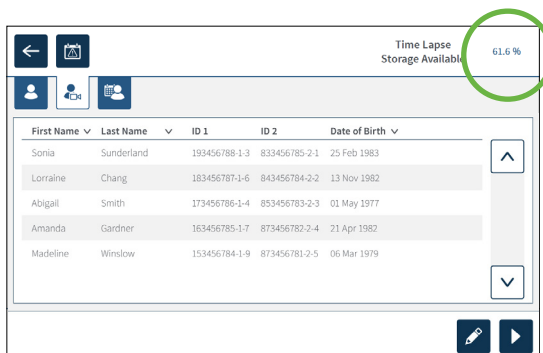 Time Lapse
Storage Available
61.6 %
First Name Last Name ID 1 ID 2 Date of Birth
Sonia Sunderland 193456788-1-3 833456785-2-1 25 Feb 1983
Lorraine Chang 183456787-1-6 843456784-2-2 13 Nov 1982
Abigail Smith 173456786-1-4 853456783-2-3 01 May 1977
Amanda Gardner 163456785-1-7 873456782-2-4 21 Apr 1982
Madeline Winslow 153456784-1-9 873456781-2-5 06 Mar 1979